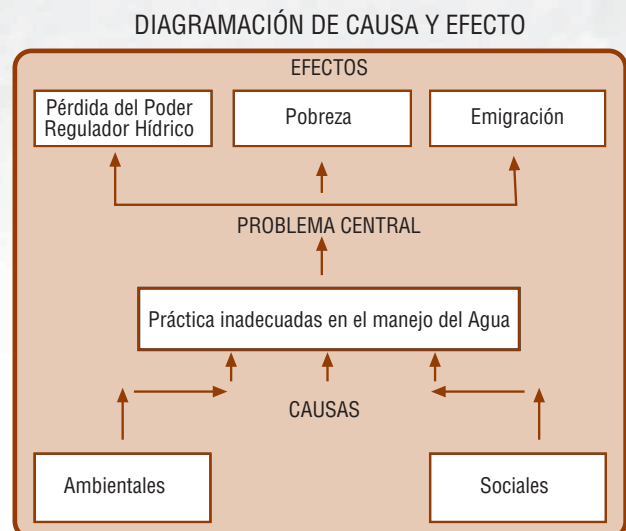 DIAGRAMACIÓN DE CAUSA Y EFECTO
EFECTOS
Pérdida del Poder
Regulador Hídrico
Pobreza
Emigración
PROBLEMA CENTRAL
Práctica inadecuadas en el manejo del Agua
CAUSAS
Ambientales
Sociales